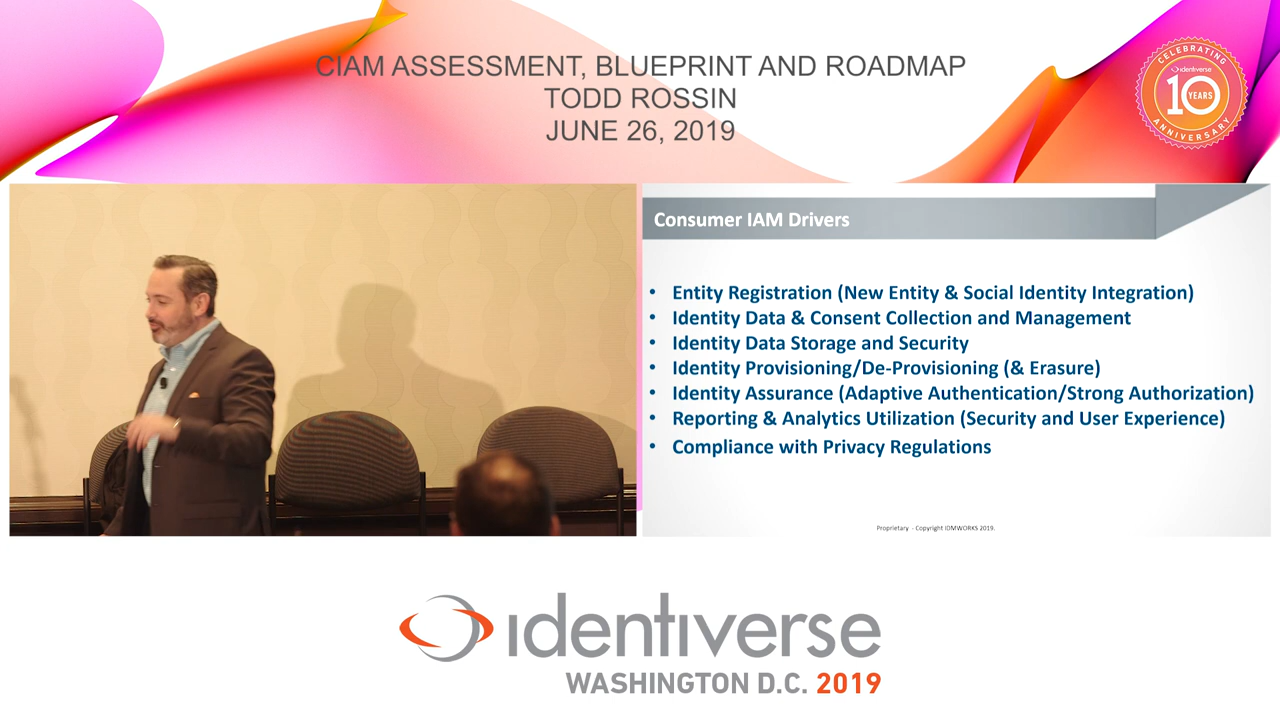 CIAM ASSESSMENT, BLUEPRINT AND ROADMAP
TODD ROSSIN
JUNE 26, 2019
CELEBRATING
identiverse
10 YEARS
ANNIVERSARY
Consumer IAM Drivers
• Entity Registration (New Entity & Social Identity Integration)
• Identity Data & Consent Collection and Management
• Identity Data Storage and Security
• Identity Provisioning/De-Provisioning (& Erasure)
• Identity Assurance (Adaptive Authentication/Strong Authorization)
• Reporting & Analytics Utilization (Security and User Experience)
• Compliance with Privacy Regulations
Proprietary - Copyright IDMWORKS 2019.
identiverse
WASHINGTON D.C. 2019